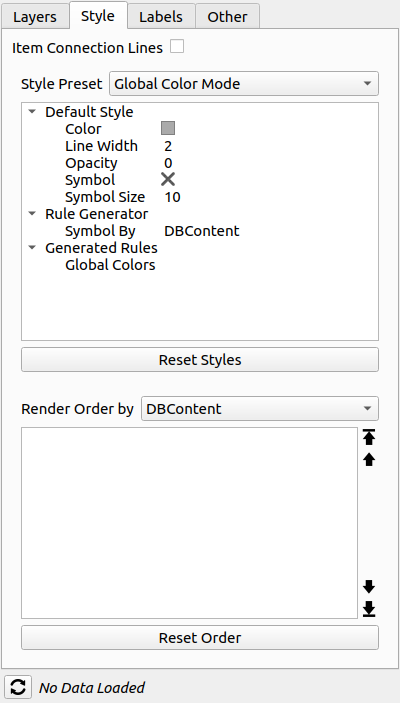 Layers Style Labels Other
Item Connection Lines
Style Preset Global Color Mode
Default Style
Color
Line Width 2
Opacity 0
Symbol
Symbol Size 10
Rule Generator
Symbol By DBContent
Generated Rules
Global Colors
Reset Styles
Render Order by DBContent
Reset Order
No Data Loaded